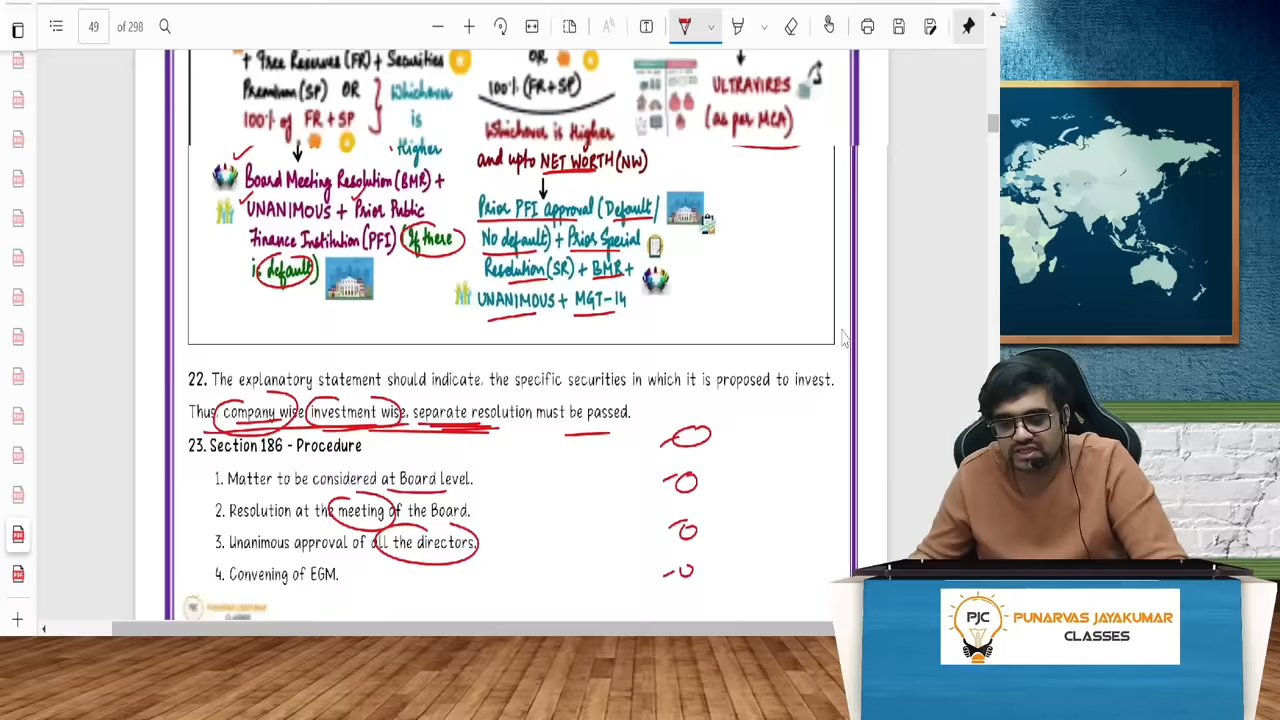 49 of 298
+ Free Reserves (FR) + Securities
Premium (SP) OR
100% of FR + SP
Whichever
is
Higher
Board Meeting Resolution (BMR) +
UNANIMOUS + Prior Public
Finance Institution (PFI) (If there
is default)
OR
100% (FR+SP)
Whichever is Higher
and upto NET WORTH (NW)
Prior PFI approval (Default/
No default) + Prior Special
Resolution (SR) + BMR +
UNANIMOUS + MGT-14
ULTRAVIRES
(as per MCA)
22. The explanatory statement should indicate, the specific securities in which it is proposed to invest.
Thus company wise investment wise, separate resolution must be passed.
23. Section 186 - Procedure
1. Matter to be considered at Board level.
2. Resolution at the meeting of the Board.
3. Unanimous approval of all the directors.
4. Convening of EGM.
PJC
PUNARVAS JAYAKUMAR
CLASSES